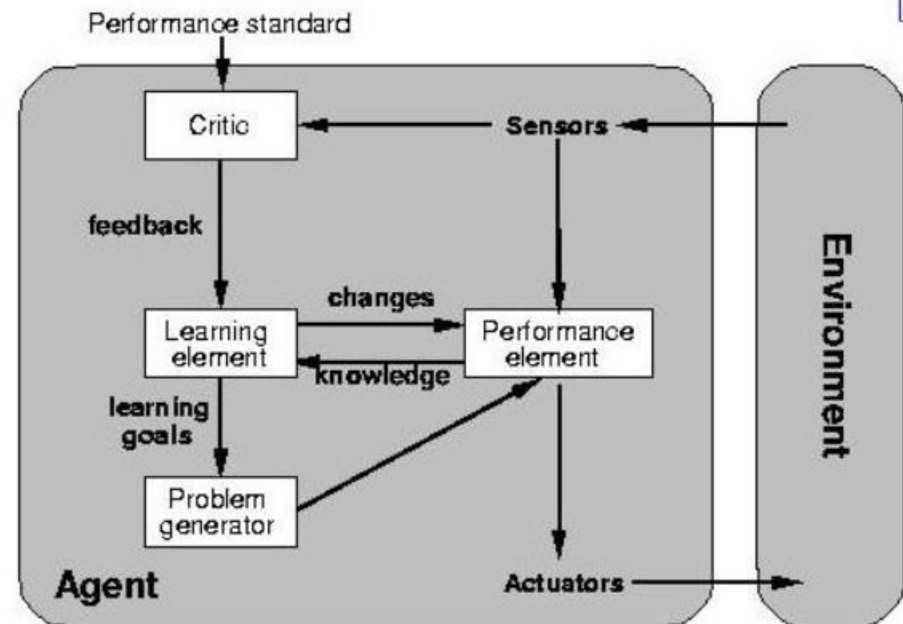 Performance standard
Critic
Sensors
feedback
changes
Learning
element
Performance
element
knowledge
learning
goals
Problem
generator
Agent
Actuators
Environment